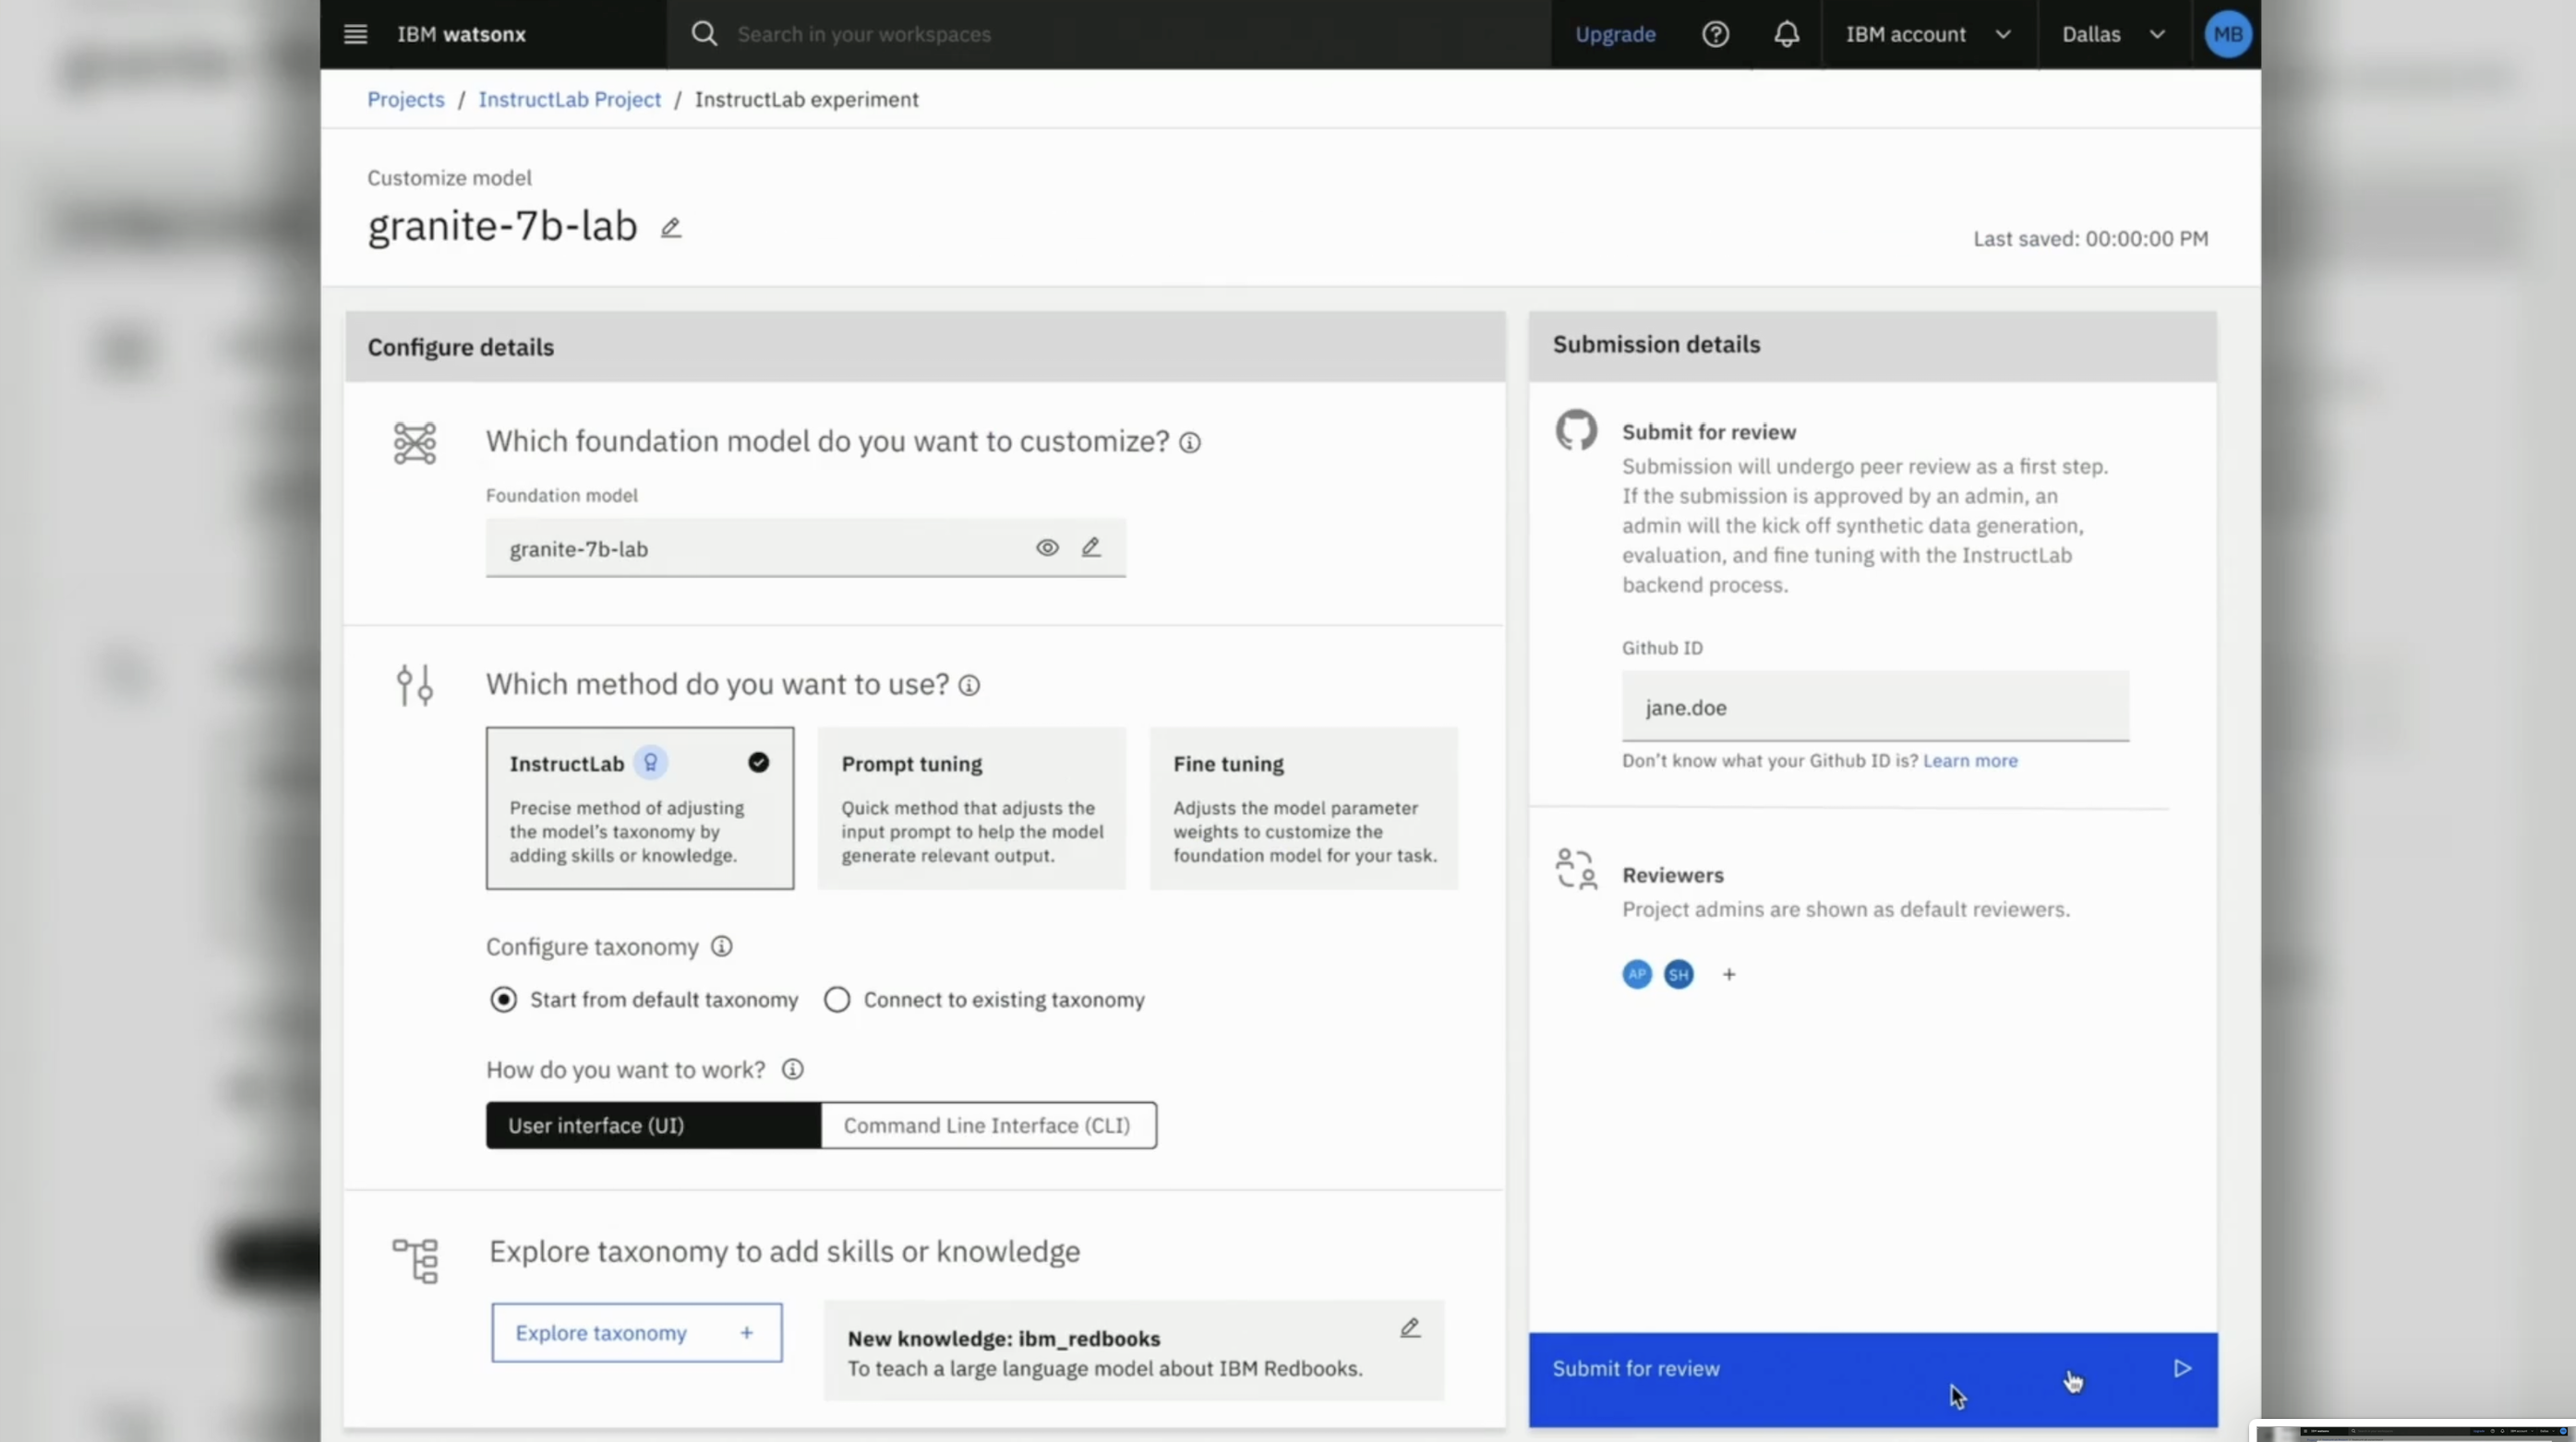 IBM watsonx
Search in your workspaces
Upgrade
IBM account
Dallas
MB
Projects / InstructLab Project / InstructLab experiment
Customize model
granite-7b-lab
Last saved: 00:00:00 PM
Configure details
Which foundation model do you want to customize?
Foundation model
granite-7b-lab
Which method do you want to use?
InstructLab
Precise method of adjusting
the model's taxonomy by
adding skills or knowledge.
Prompt tuning
Quick method that adjusts the
input prompt to help the model
generate relevant output.
Fine tuning
Adjusts the model parameter
weights to customize the
foundation model for your task.
Configure taxonomy
Start from default taxonomy
Connect to existing taxonomy
How do you want to work?
User interface (UI)
Command Line Interface (CLI)
Explore taxonomy to add skills or knowledge
Explore taxonomy +
New knowledge: ibm_redbooks
To teach a large language model about IBM Redbooks.
Submission details
Submit for review
Submission will undergo peer review as a first step.
If the submission is approved by an admin, an
admin will the kick off synthetic data generation,
evaluation, and fine tuning with the InstructLab
backend process.
Github ID
jane.doe
Don't know what your Github ID is? Learn more
Reviewers
Project admins are shown as default reviewers.
AP SH +
Submit for review